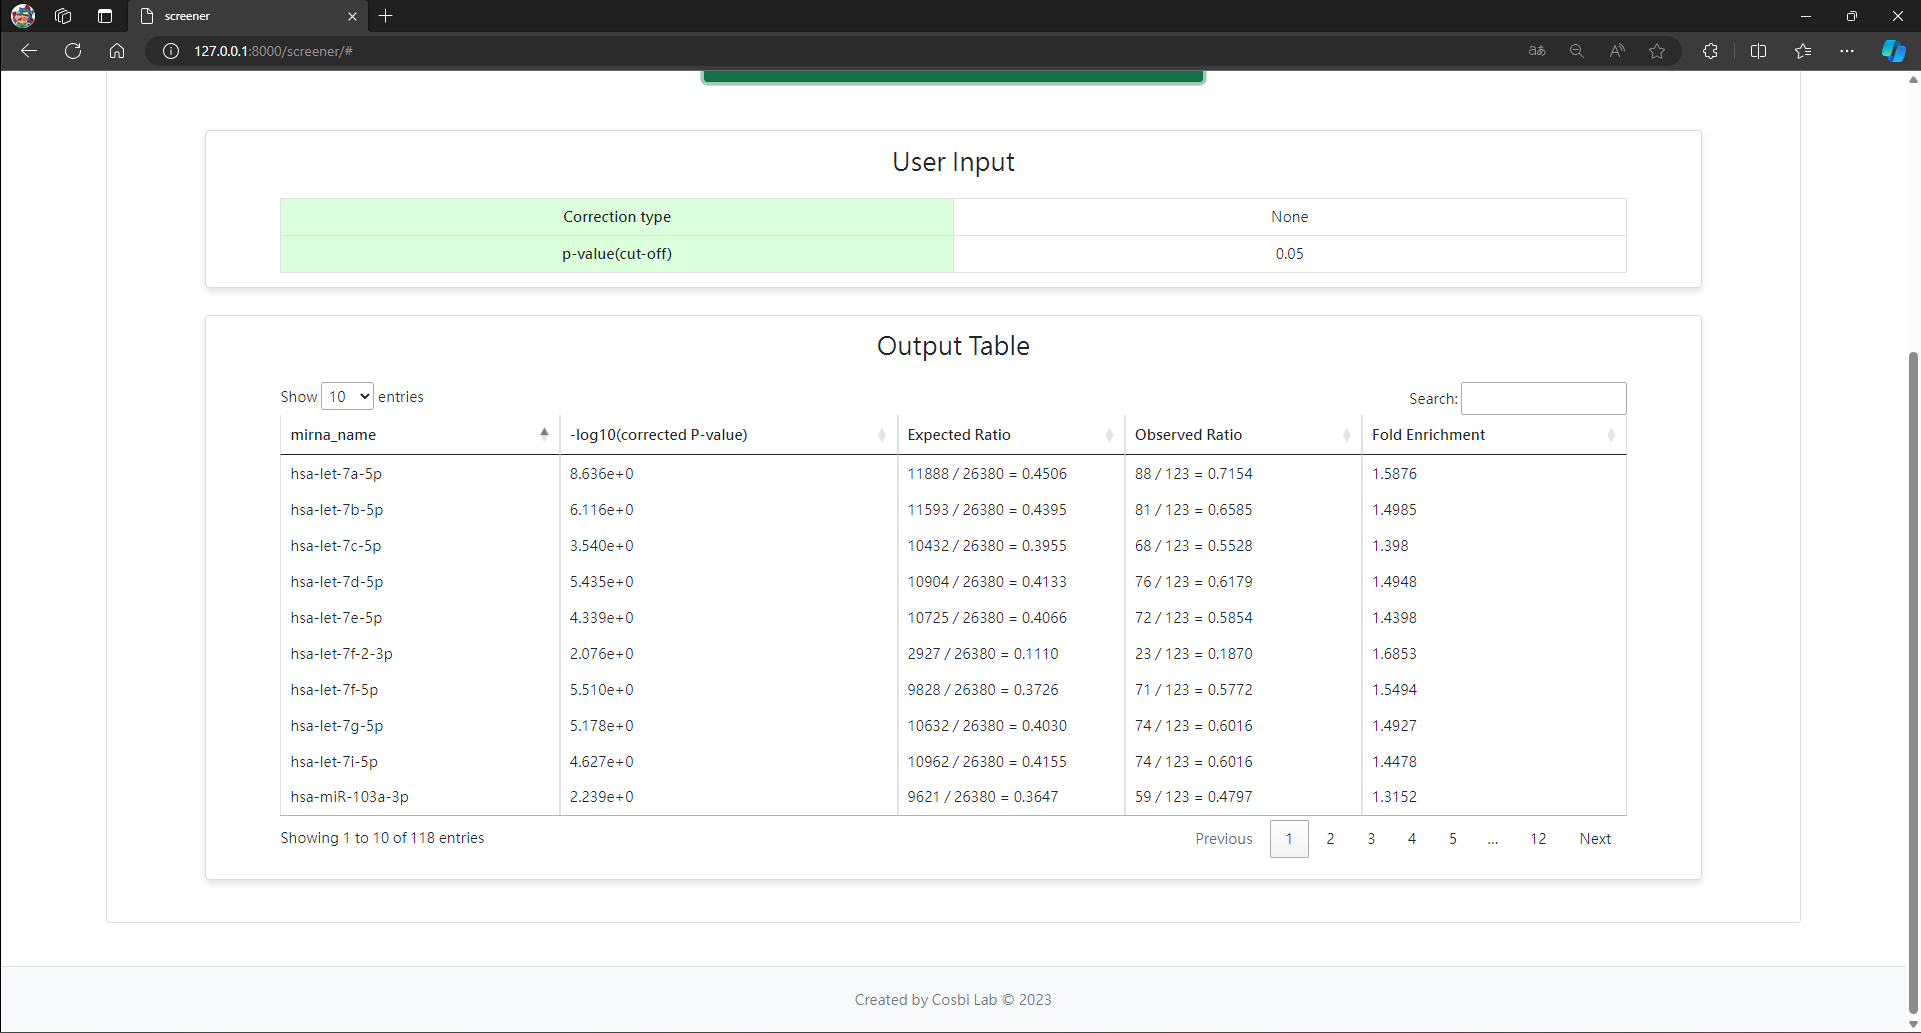 screener
127.0.0.1:8000/screener/#
User Input
Correction type None
p-value(cut-off) 0.05
Output Table
Show 10 entries Search:
mirna_name -log10(corrected P-value) Expected Ratio Observed Ratio Fold Enrichment
hsa-let-7a-5p 8.636e+0 11888 / 26380 = 0.4506 88 / 123 = 0.7154 1.5876
hsa-let-7b-5p 6.116e+0 11593 / 26380 = 0.4395 81 / 123 = 0.6585 1.4985
hsa-let-7c-5p 3.540e+0 10432 / 26380 = 0.3955 68 / 123 = 0.5528 1.398
hsa-let-7d-5p 5.435e+0 10904 / 26380 = 0.4133 76 / 123 = 0.6179 1.4948
hsa-let-7e-5p 4.339e+0 10725 / 26380 = 0.4066 72 / 123 = 0.5854 1.4398
hsa-let-7f-2-3p 2.076e+0 2927 / 26380 = 0.1110 23 / 123 = 0.1870 1.6853
hsa-let-7f-5p 5.510e+0 9828 / 26380 = 0.3726 71 / 123 = 0.5772 1.5494
hsa-let-7g-5p 5.178e+0 10632 / 26380 = 0.4030 74 / 123 = 0.6016 1.4927
hsa-let-7i-5p 4.627e+0 10962 / 26380 = 0.4155 74 / 123 = 0.6016 1.4478
hsa-miR-103a-3p 2.239e+0 9621 / 26380 = 0.3647 59 / 123 = 0.4797 1.3152
Showing 1 to 10 of 118 entries Previous 1 2 3 4 5 ... 12 Next
Created by Cosbi Lab © 2023